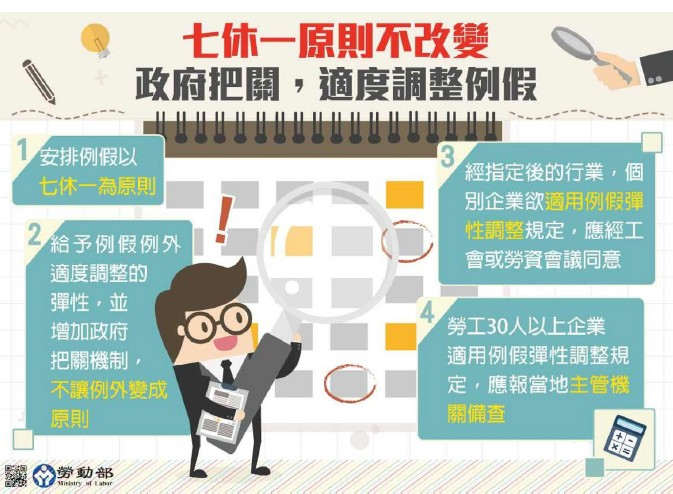 七休一原則不改變
政府把關，適度調整例假
1
安排例假以
七休一為原則
2
給予例假例外
適度調整的
彈性，並
增加政府
把關機制，
不讓例外變成
原則
3
經指定後的行業，個
別企業欲適用例假彈
性調整規定，應經工
會或勞資會議同意
4
勞工30人以上企業
適用例假彈性調整規
定，應報當地主管機
關備查
勞動部
Ministry of Labor